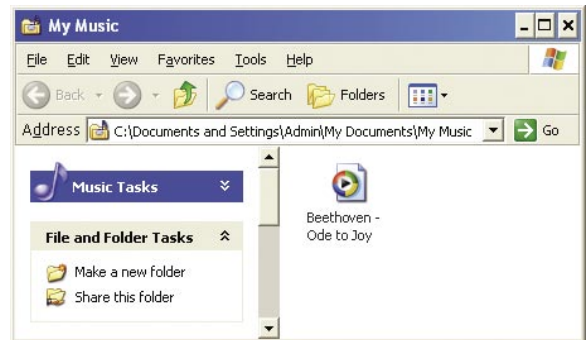 My Music
File Edit View Favorites Tools Help
Back Search Folders
Address C:\Documents and Settings\Admin\My Documents\My Music Go
Music Tasks
File and Folder Tasks
Make a new folder
Share this folder
Beethoven -
Ode to Joy